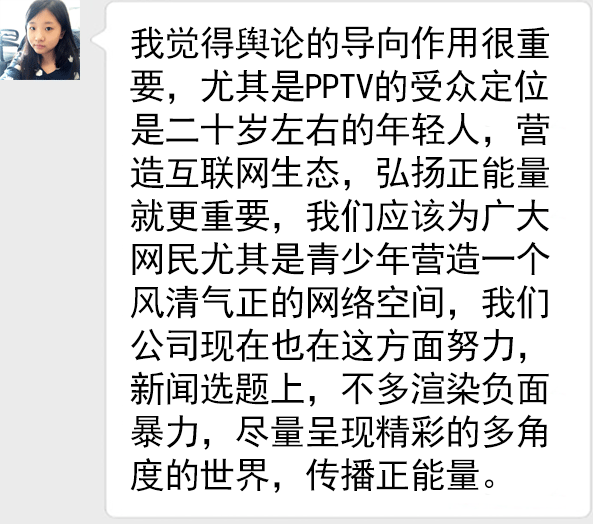 我觉得舆论的导向作用很重
要，尤其是PPTV的受众定位
是二十岁左右的年轻人，营
造互联网生态，弘扬正能量
就更重要，我们应该为广大
网民尤其是青少年营造一个
风清气正的网络空间，我们
公司现在也在这方面努力，
新闻选题上，不多渲染负面
暴力，尽量呈现精彩的多角
度的世界，传播正能量。